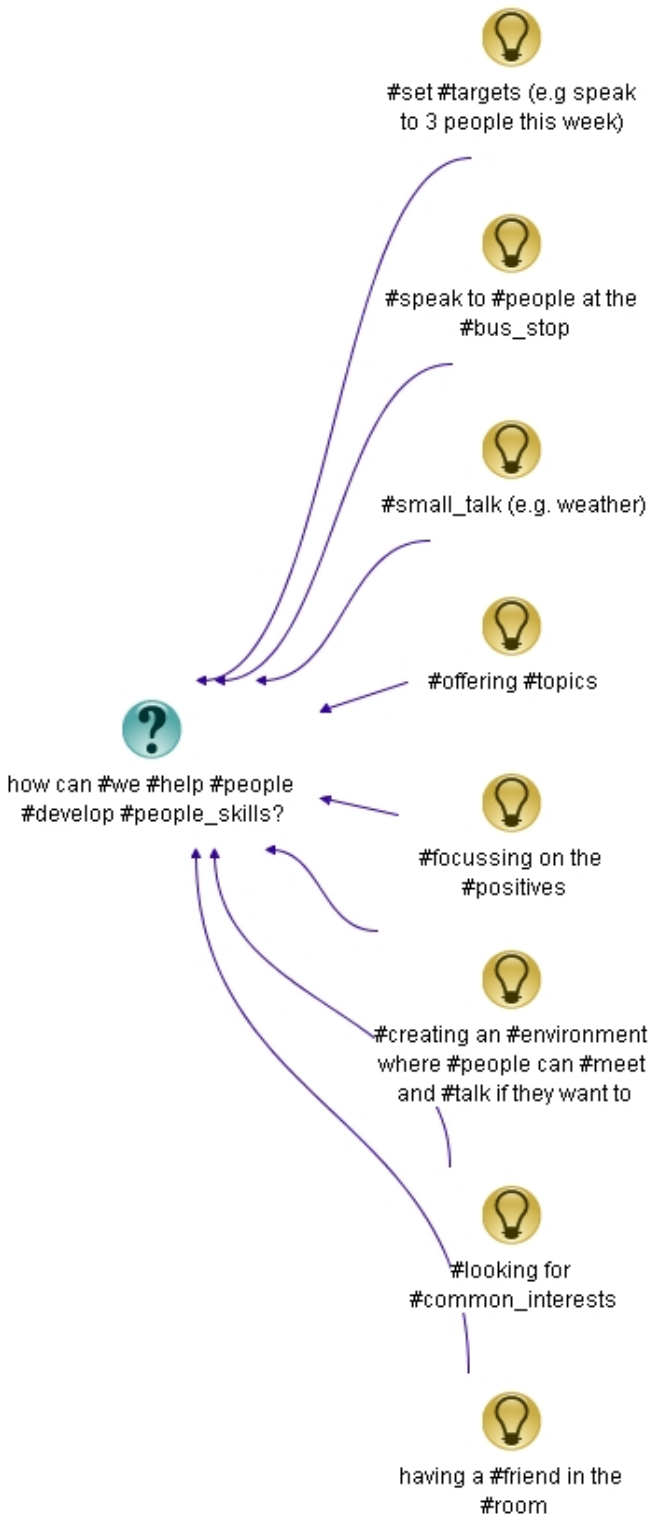 #set #targets (e.g speak
to 3 people this week)
#speak to #people at the
#bus_stop
#small_talk (e.g. weather)
#offering #topics
how can #we #help #people
#develop #people_skills?
#focussing on the
#positives
#creating an #environment
where #people can #meet
and #talk if they want to
#looking for
#common_interests
having a #friend in the
#room